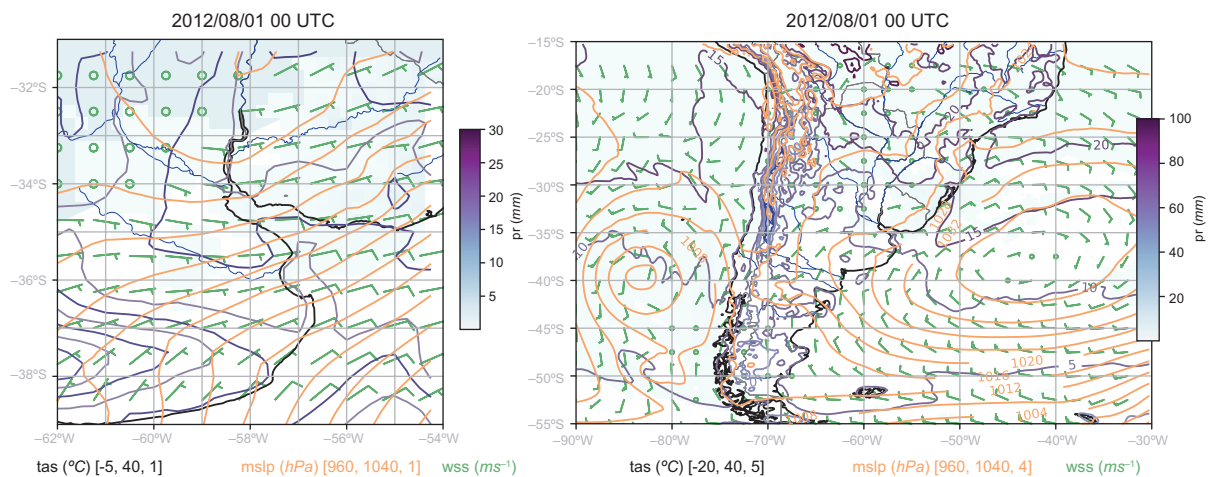 2012/08/01 00 UTC
−32ºS
−34ºS
−36ºS
−38ºS
−62ºW
−60ºW
−58ºW
−56ºW
−54ºW
30
25
20
15
10
5
pr (mm)
tas (ºC) [-5, 40, 1]
mslp (hPa) [960, 1040, 1]
wss (ms⁻¹)
2012/08/01 00 UTC
−15ºS
−20ºS
−25ºS
−30ºS
−35ºS
−40ºS
−45ºS
−50ºS
−55ºS
−90ºW
−80ºW
−70ºW
−60ºW
−50ºW
−40ºW
−30ºW
15
20
15
10
5
1020
1016
1012
1004
100
80
60
40
20
pr (mm)
tas (ºC) [-20, 40, 5]
mslp (hPa) [960, 1040, 4]
wss (ms⁻¹)